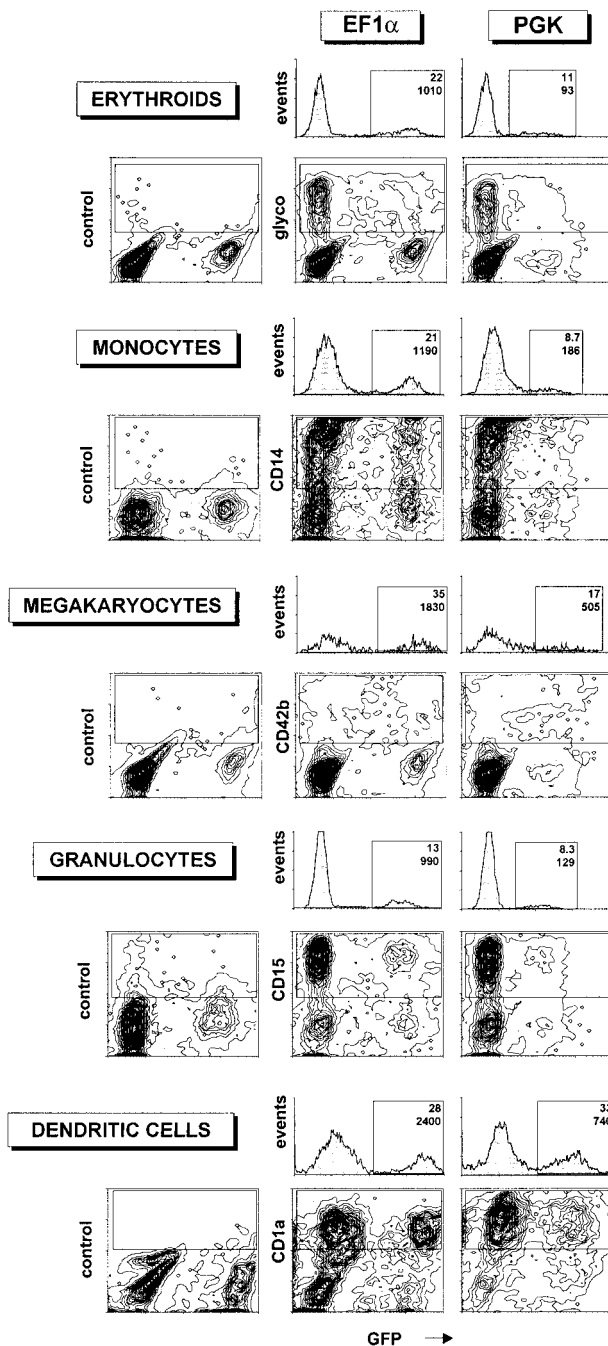 EF1α PGK
ERYTHROIDS
events
22
1010
11
93
control
glyco
MONOCYTES
events
21
1190
8.7
186
control
CD14
MEGAKARYOCYTES
events
35
1830
17
505
control
CD42b
GRANULOCYTES
events
13
990
8.3
129
control
CD15
DENDRITIC CELLS
events
28
2400
33
740
control
CD1a
GFP →